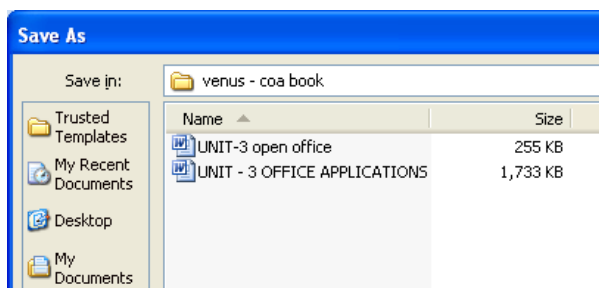 Save As
Save in:
venus - coa book
Trusted
Templates
My Recent
Documents
Desktop
My
Documents
Name Size
UNIT-3 open office 255 KB
UNIT - 3 OFFICE APPLICATIONS 1,733 KB